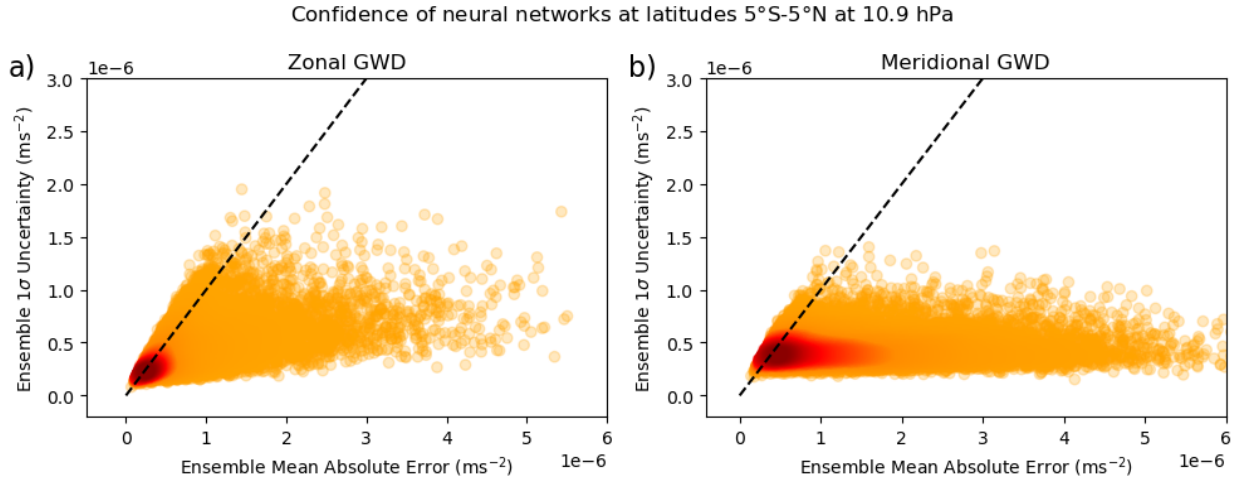 Confidence of neural networks at latitudes 5°S-5°N at 10.9 hPa
a)
1e−6
Zonal GWD
3.0
2.5
2.0
1.5
1.0
0.5
0.0
Ensemble 1σ Uncertainty (ms⁻²)
0 1 2 3 4 5 6
Ensemble Mean Absolute Error (ms⁻²)
1e−6
b)
1e−6
Meridional GWD
3.0
2.5
2.0
1.5
1.0
0.5
0.0
Ensemble 1σ Uncertainty (ms⁻²)
0 1 2 3 4 5 6
Ensemble Mean Absolute Error (ms⁻²)
1e−6